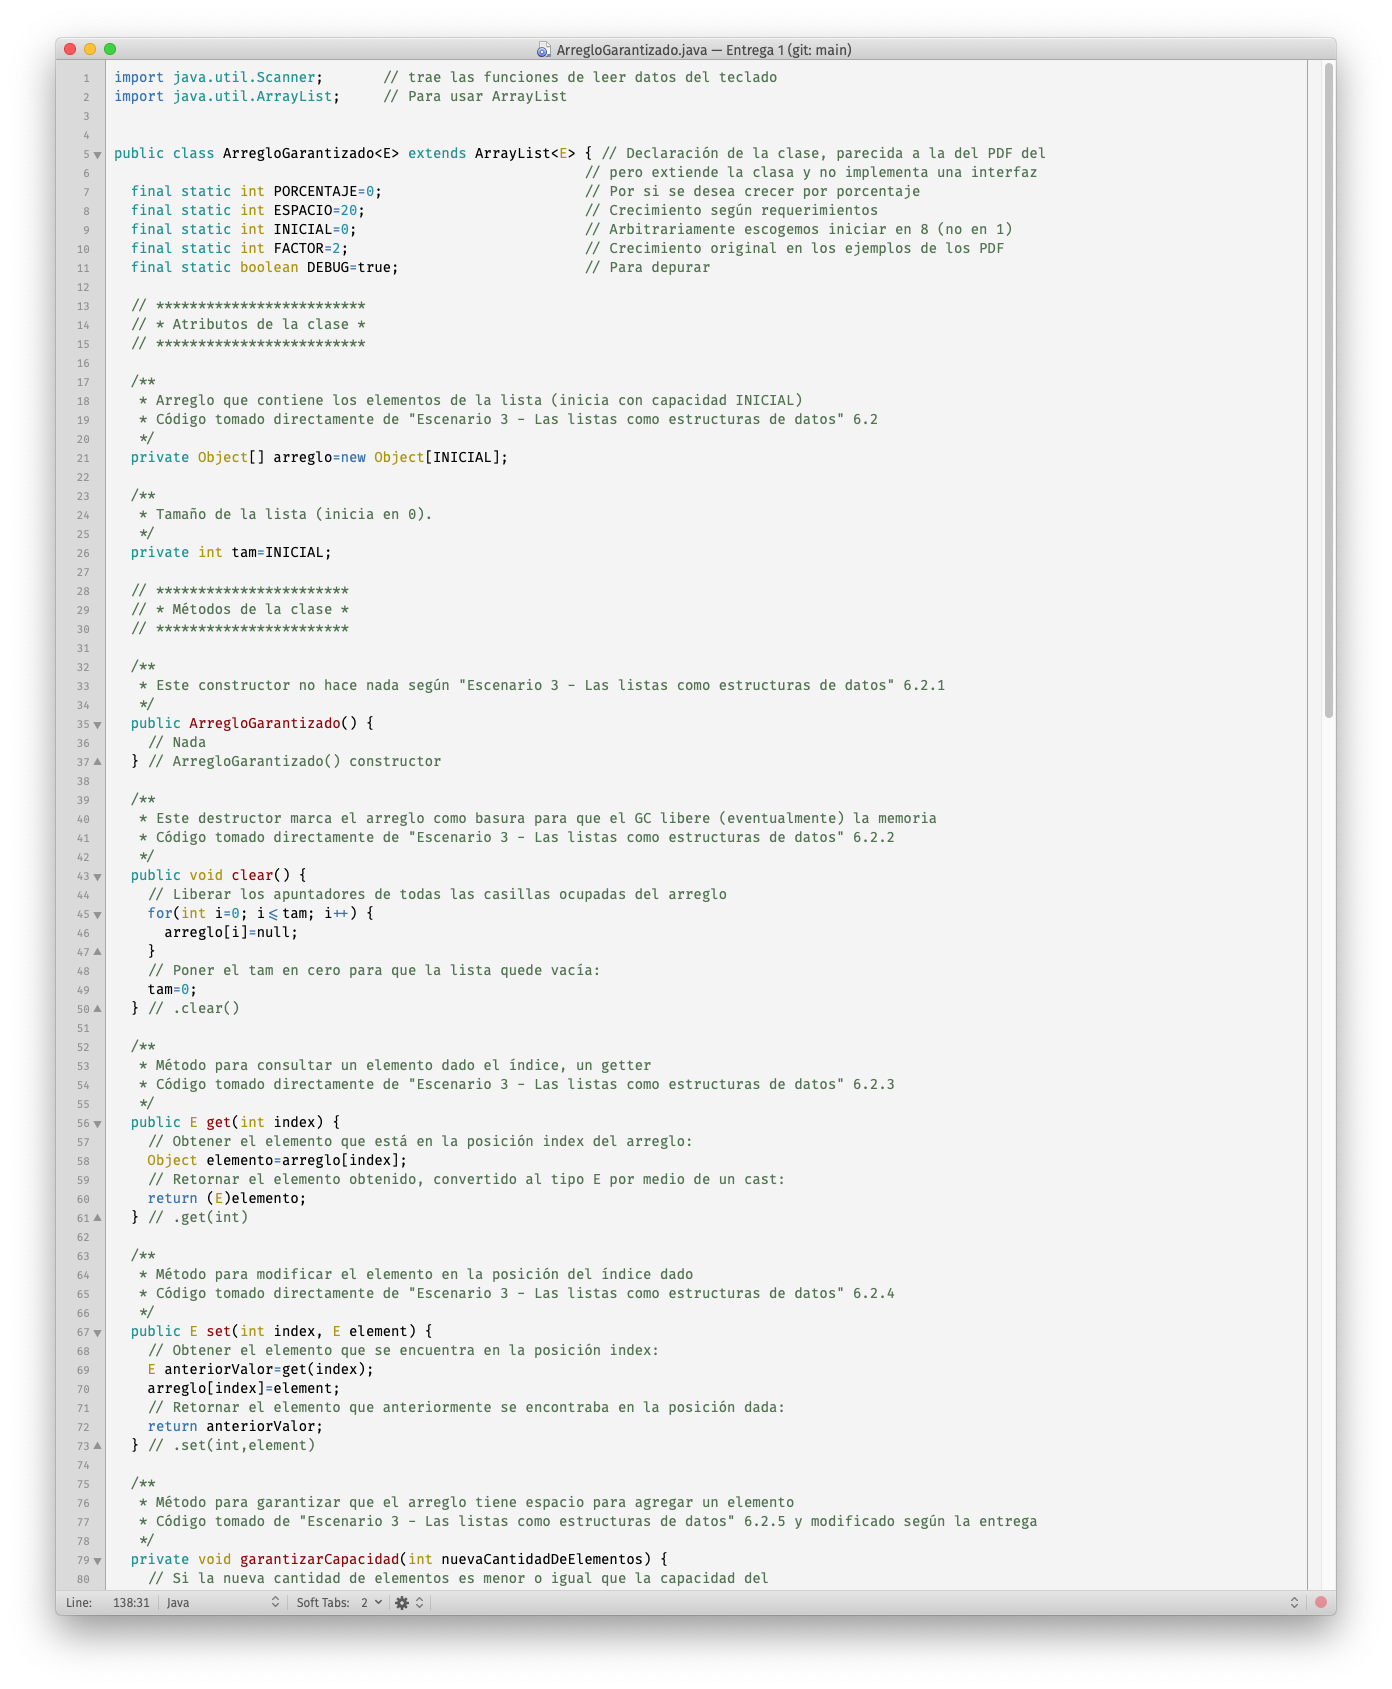 ArregloGarantizado.java — Entrega 1 (git: main)
1 import java.util.Scanner;       // trae las funciones de leer datos del teclado
2 import java.util.ArrayList;     // Para usar ArrayList
3
4
5 public class ArregloGarantizado<E> extends ArrayList<E> { // Declaración de la clase, parecida a la del PDF del
6                                                         // pero extiende la clasa y no implementa una interfaz
7   final static int PORCENTAJE=0;                        // Por si se desea crecer por porcentaje
8   final static int ESPACIO=20;                          // Crecimiento según requerimientos
9   final static int INICIAL=0;                           // Arbitrariamente escogemos iniciar en 8 (no en 1)
10   final static int FACTOR=2;                            // Crecimiento original en los ejemplos de los PDF
11   final static boolean DEBUG=true;                      // Para depurar
12
13   // *************************
14   // * Atributos de la clase *
15   // *************************
16
17   /**
18    * Arreglo que contiene los elementos de la lista (inicia con capacidad INICIAL)
19    * Código tomado directamente de "Escenario 3 - Las listas como estructuras de datos" 6.2
20    */
21   private Object[] arreglo=new Object[INICIAL];
22
23   /**
24    * Tamaño de la lista (inicia en 0).
25    */
26   private int tam=INICIAL;
27
28   // ***********************
29   // * Métodos de la clase *
30   // ***********************
31
32   /**
33    * Este constructor no hace nada según "Escenario 3 - Las listas como estructuras de datos" 6.2.1
34    */
35   public ArregloGarantizado() {
36     // Nada
37   } // ArregloGarantizado() constructor
38
39   /**
40    * Este destructor marca el arreglo como basura para que el GC libere (eventualmente) la memoria
41    * Código tomado directamente de "Escenario 3 - Las listas como estructuras de datos" 6.2.2
42    */
43   public void clear() {
44     // Liberar los apuntadores de todas las casillas ocupadas del arreglo
45     for(int i=0; i<=tam; i++) {
46       arreglo[i]=null;
47     }
48     // Poner el tam en cero para que la lista quede vacía:
49     tam=0;
50   } // .clear()
51
52   /**
53    * Método para consultar un elemento dado el índice, un getter
54    * Código tomado directamente de "Escenario 3 - Las listas como estructuras de datos" 6.2.3
55    */
56   public E get(int index) {
57     // Obtener el elemento que está en la posición index del arreglo:
58     Object elemento=arreglo[index];
59     // Retornar el elemento obtenido, convertido al tipo E por medio de un cast:
60     return (E)elemento;
61   } // .get(int)
62
63   /**
64    * Método para modificar el elemento en la posición del índice dado
65    * Código tomado directamente de "Escenario 3 - Las listas como estructuras de datos" 6.2.4
66    */
67   public E set(int index, E element) {
68     // Obtener el elemento que se encuentra en la posición index:
69     E anteriorValor=get(index);
70     arreglo[index]=element;
71     // Retornar el elemento que anteriormente se encontraba en la posición dada:
72     return anteriorValor;
73   } // .set(int,element)
74
75   /**
76    * Método para garantizar que el arreglo tiene espacio para agregar un elemento
77    * Código tomado de "Escenario 3 - Las listas como estructuras de datos" 6.2.5 y modificado según la entrega
78    */
79   private void garantizarCapacidad(int nuevaCantidadDeElementos) {
80     // Si la nueva cantidad de elementos es menor o igual que la capacidad del
Line: 138:31 Java Soft Tabs: 2